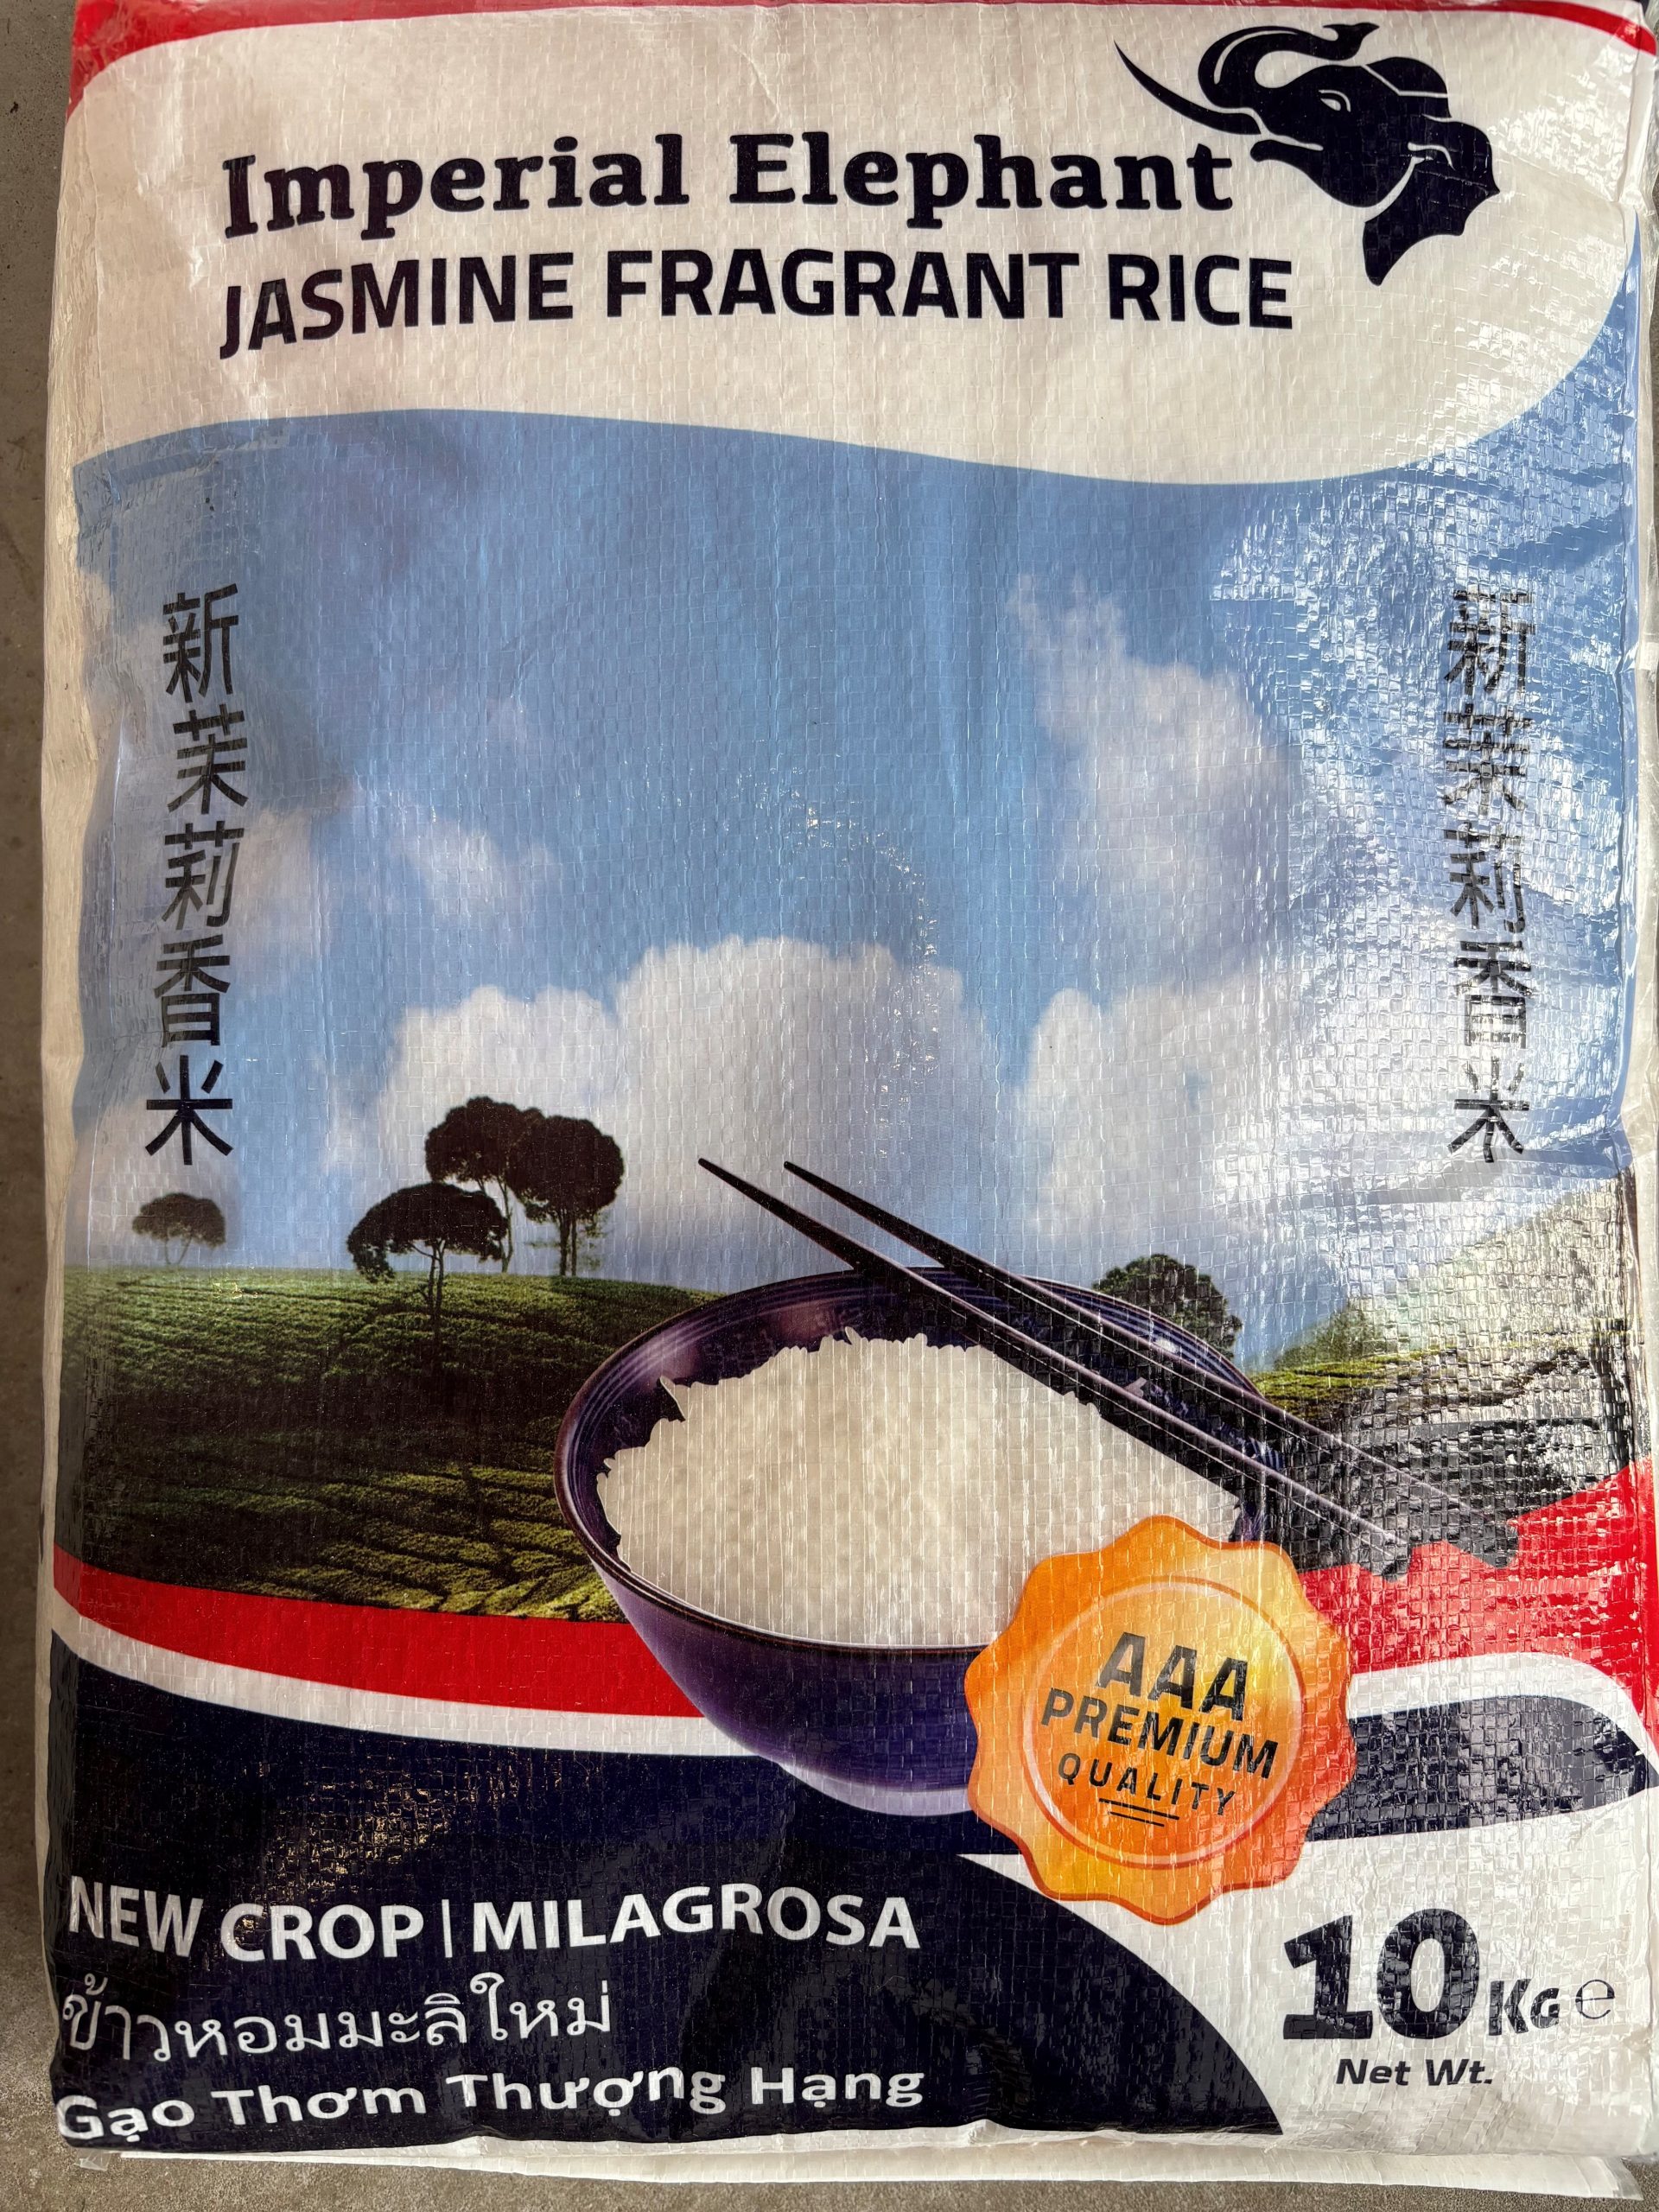 Imperial Elephant
JASMINE FRAGRANT RICE
新茉莉香米
新茉莉香米
AAA
PREMIUM
QUALITY
NEW CROP | MILAGROSA
ข้าวหอมมะลิใหม่
Gạo Thơm Thượng Hạng
10 KG ℮
Net Wt.